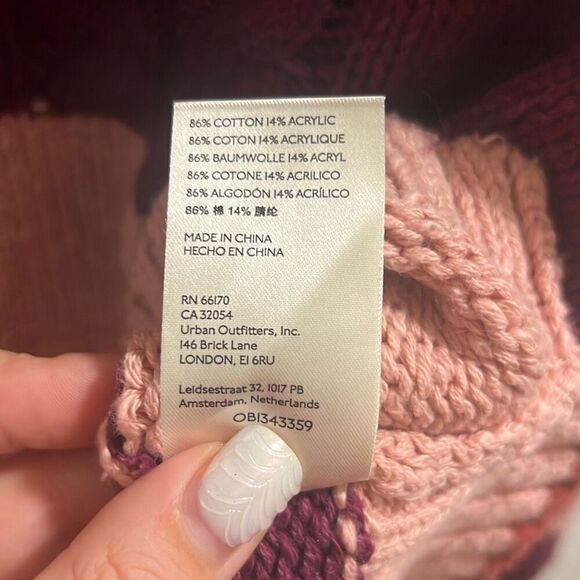 86% COTTON 14% ACRYLIC
86% COTON 14% ACRYLIQUE
86% BAUMWOLLE 14% ACRYL
86% COTONE 14% ACRILICO
86% ALGODÓN 14% ACRÍLICO
86% 棉 14% 腈纶
MADE IN CHINA
HECHO EN CHINA
RN 66170
CA 32054
Urban Outfitters, Inc.
146 Brick Lane
LONDON, E1 6RU
Leidsestraat 32, 1017 PB
Amsterdam, Netherlands
OB1343359